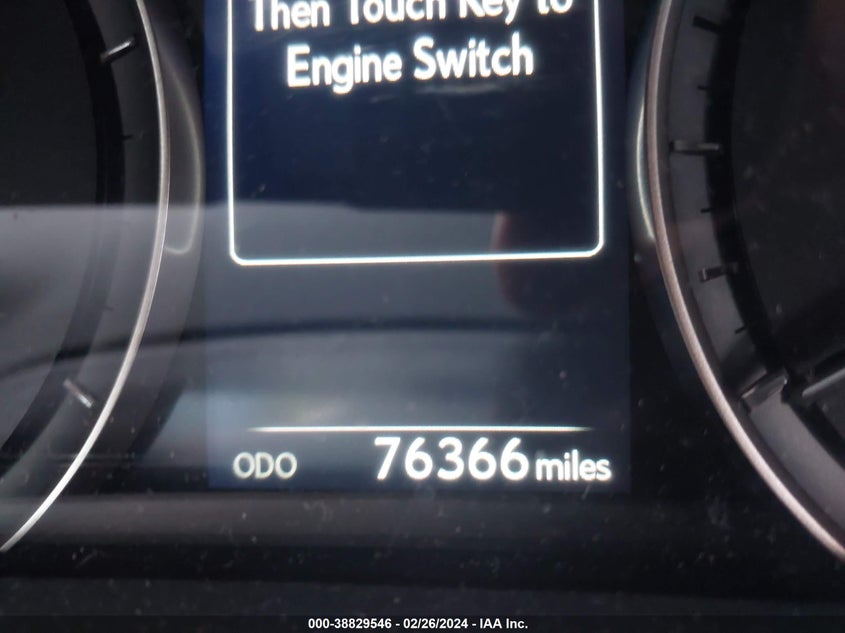 Then Touch Key to
Engine Switch
ODO 76366 miles
000-38829546 - 02/26/2024 - IAA Inc.